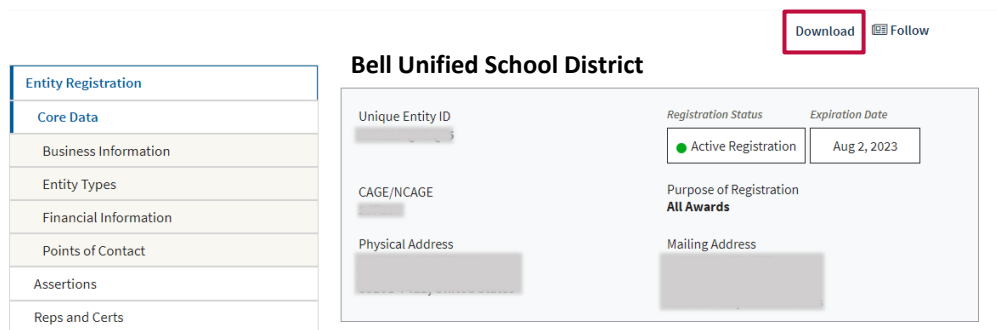 Download Follow
Bell Unified School District
Entity Registration
Core Data
Business Information
Entity Types
Financial Information
Points of Contact
Assertions
Reps and Certs
Unique Entity ID
Registration Status Expiration Date
Active Registration Aug 2, 2023
CAGE/NCAGE
Purpose of Registration
All Awards
Physical Address
Mailing Address